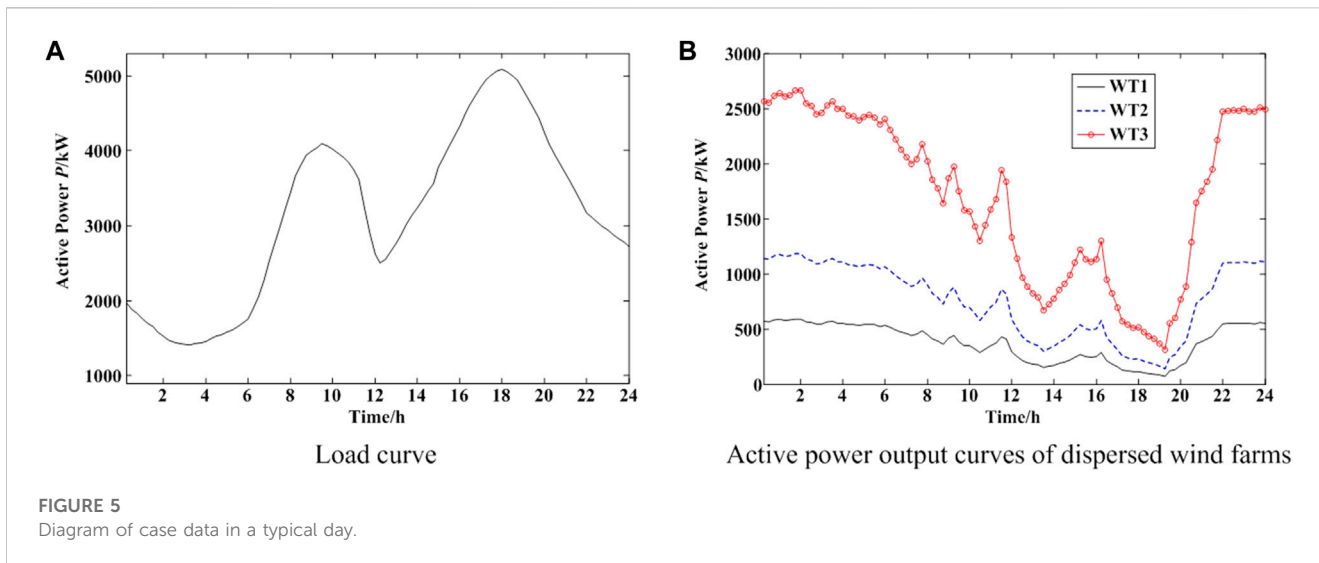 A
5000
4000
3000
2000
1000
Active Power P/kW
2 4 6 8 10 12 14 16 18 20 22 24
Time/h
Load curve
B
3000
2500
2000
1500
1000
500
0
Active Power P/kW
WT1
WT2
WT3
2 4 6 8 10 12 14 16 18 20 22 24
Time/h
Active power output curves of dispersed wind farms
FIGURE 5
Diagram of case data in a typical day.